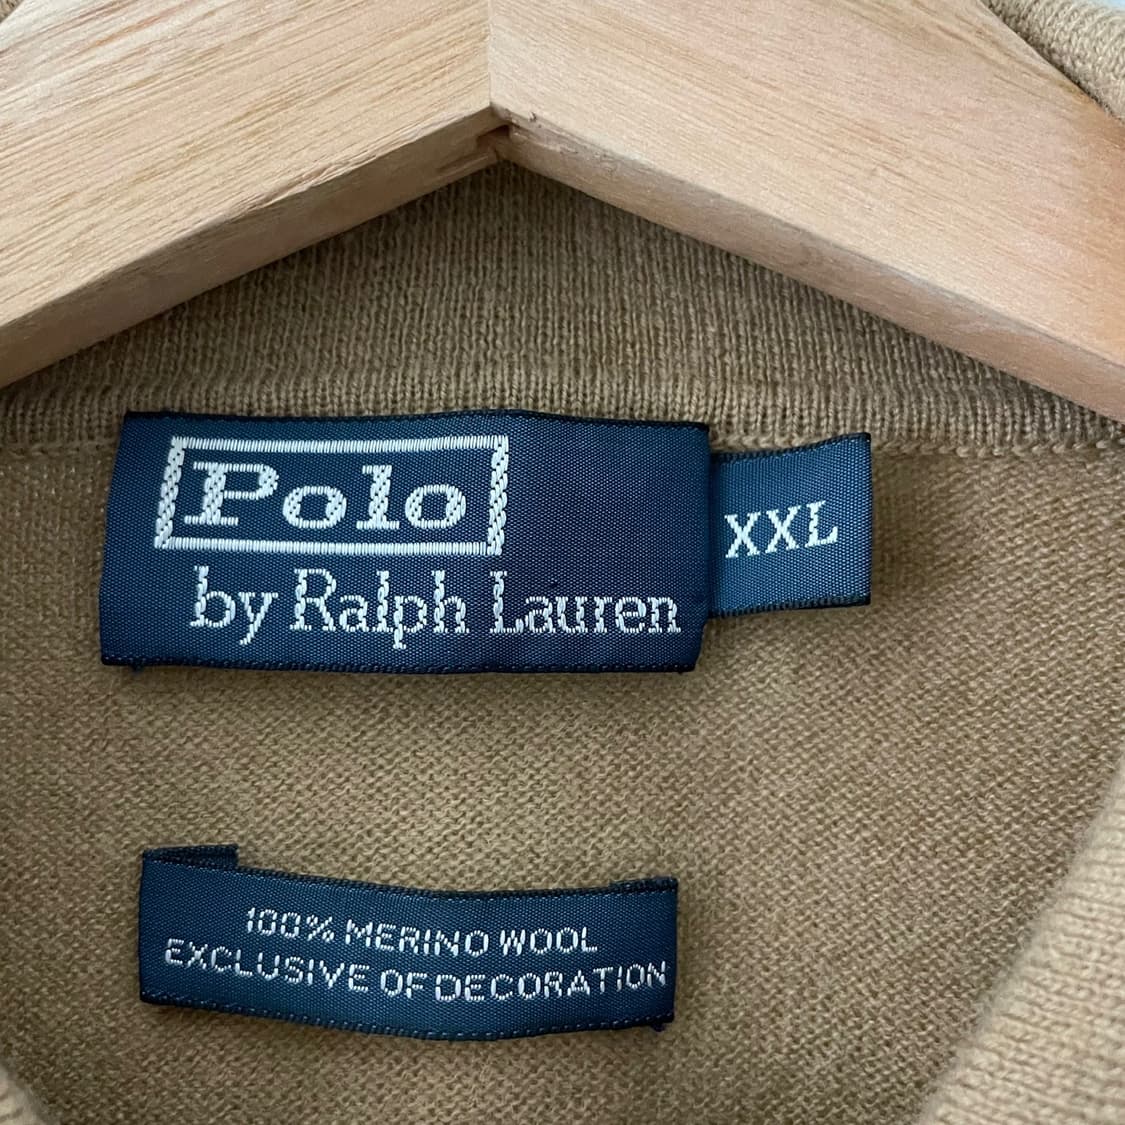 Polo
by Ralph Lauren
XXL
100% MERINO WOOL
EXCLUSIVE OF DECORATION